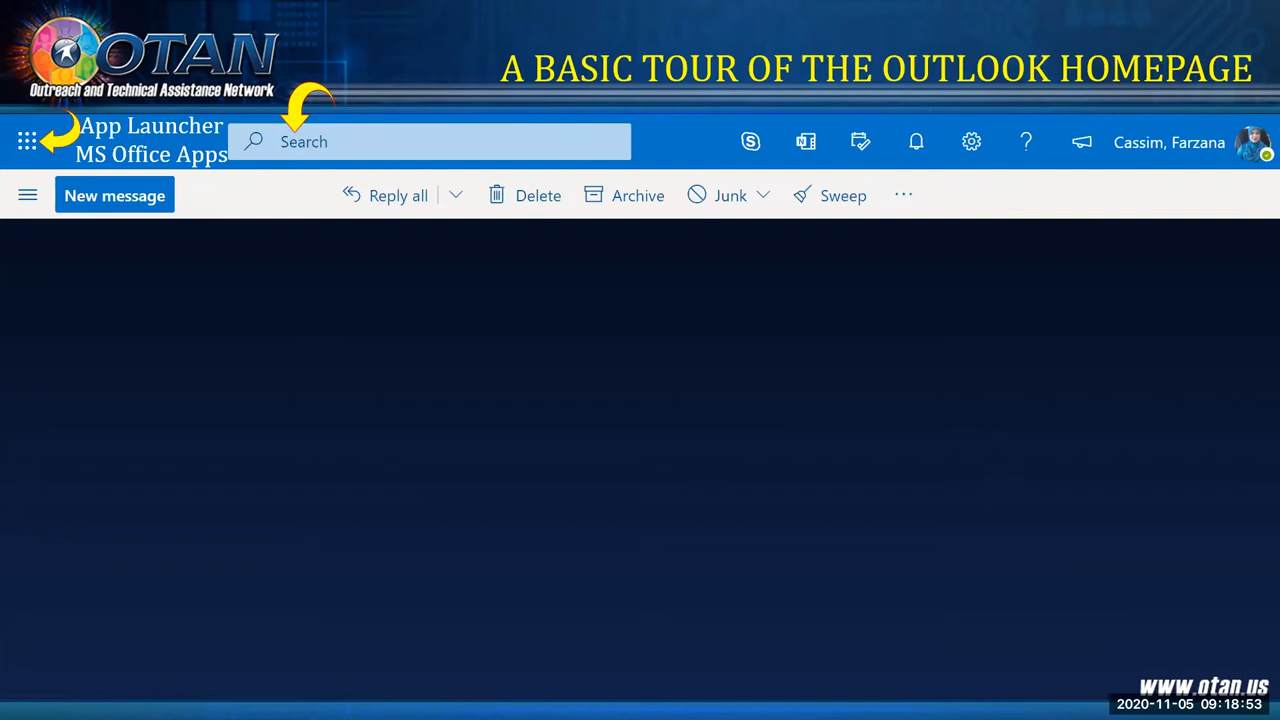 OTAN
Outreach and Technical Assistance Network
A BASIC TOUR OF THE OUTLOOK HOMEPAGE
App Launcher
MS Office Apps
Search
Cassim, Farzana
New message
Reply all
Delete
Archive
Junk
Sweep
www.otan.us
2020-11-05 09:18:53